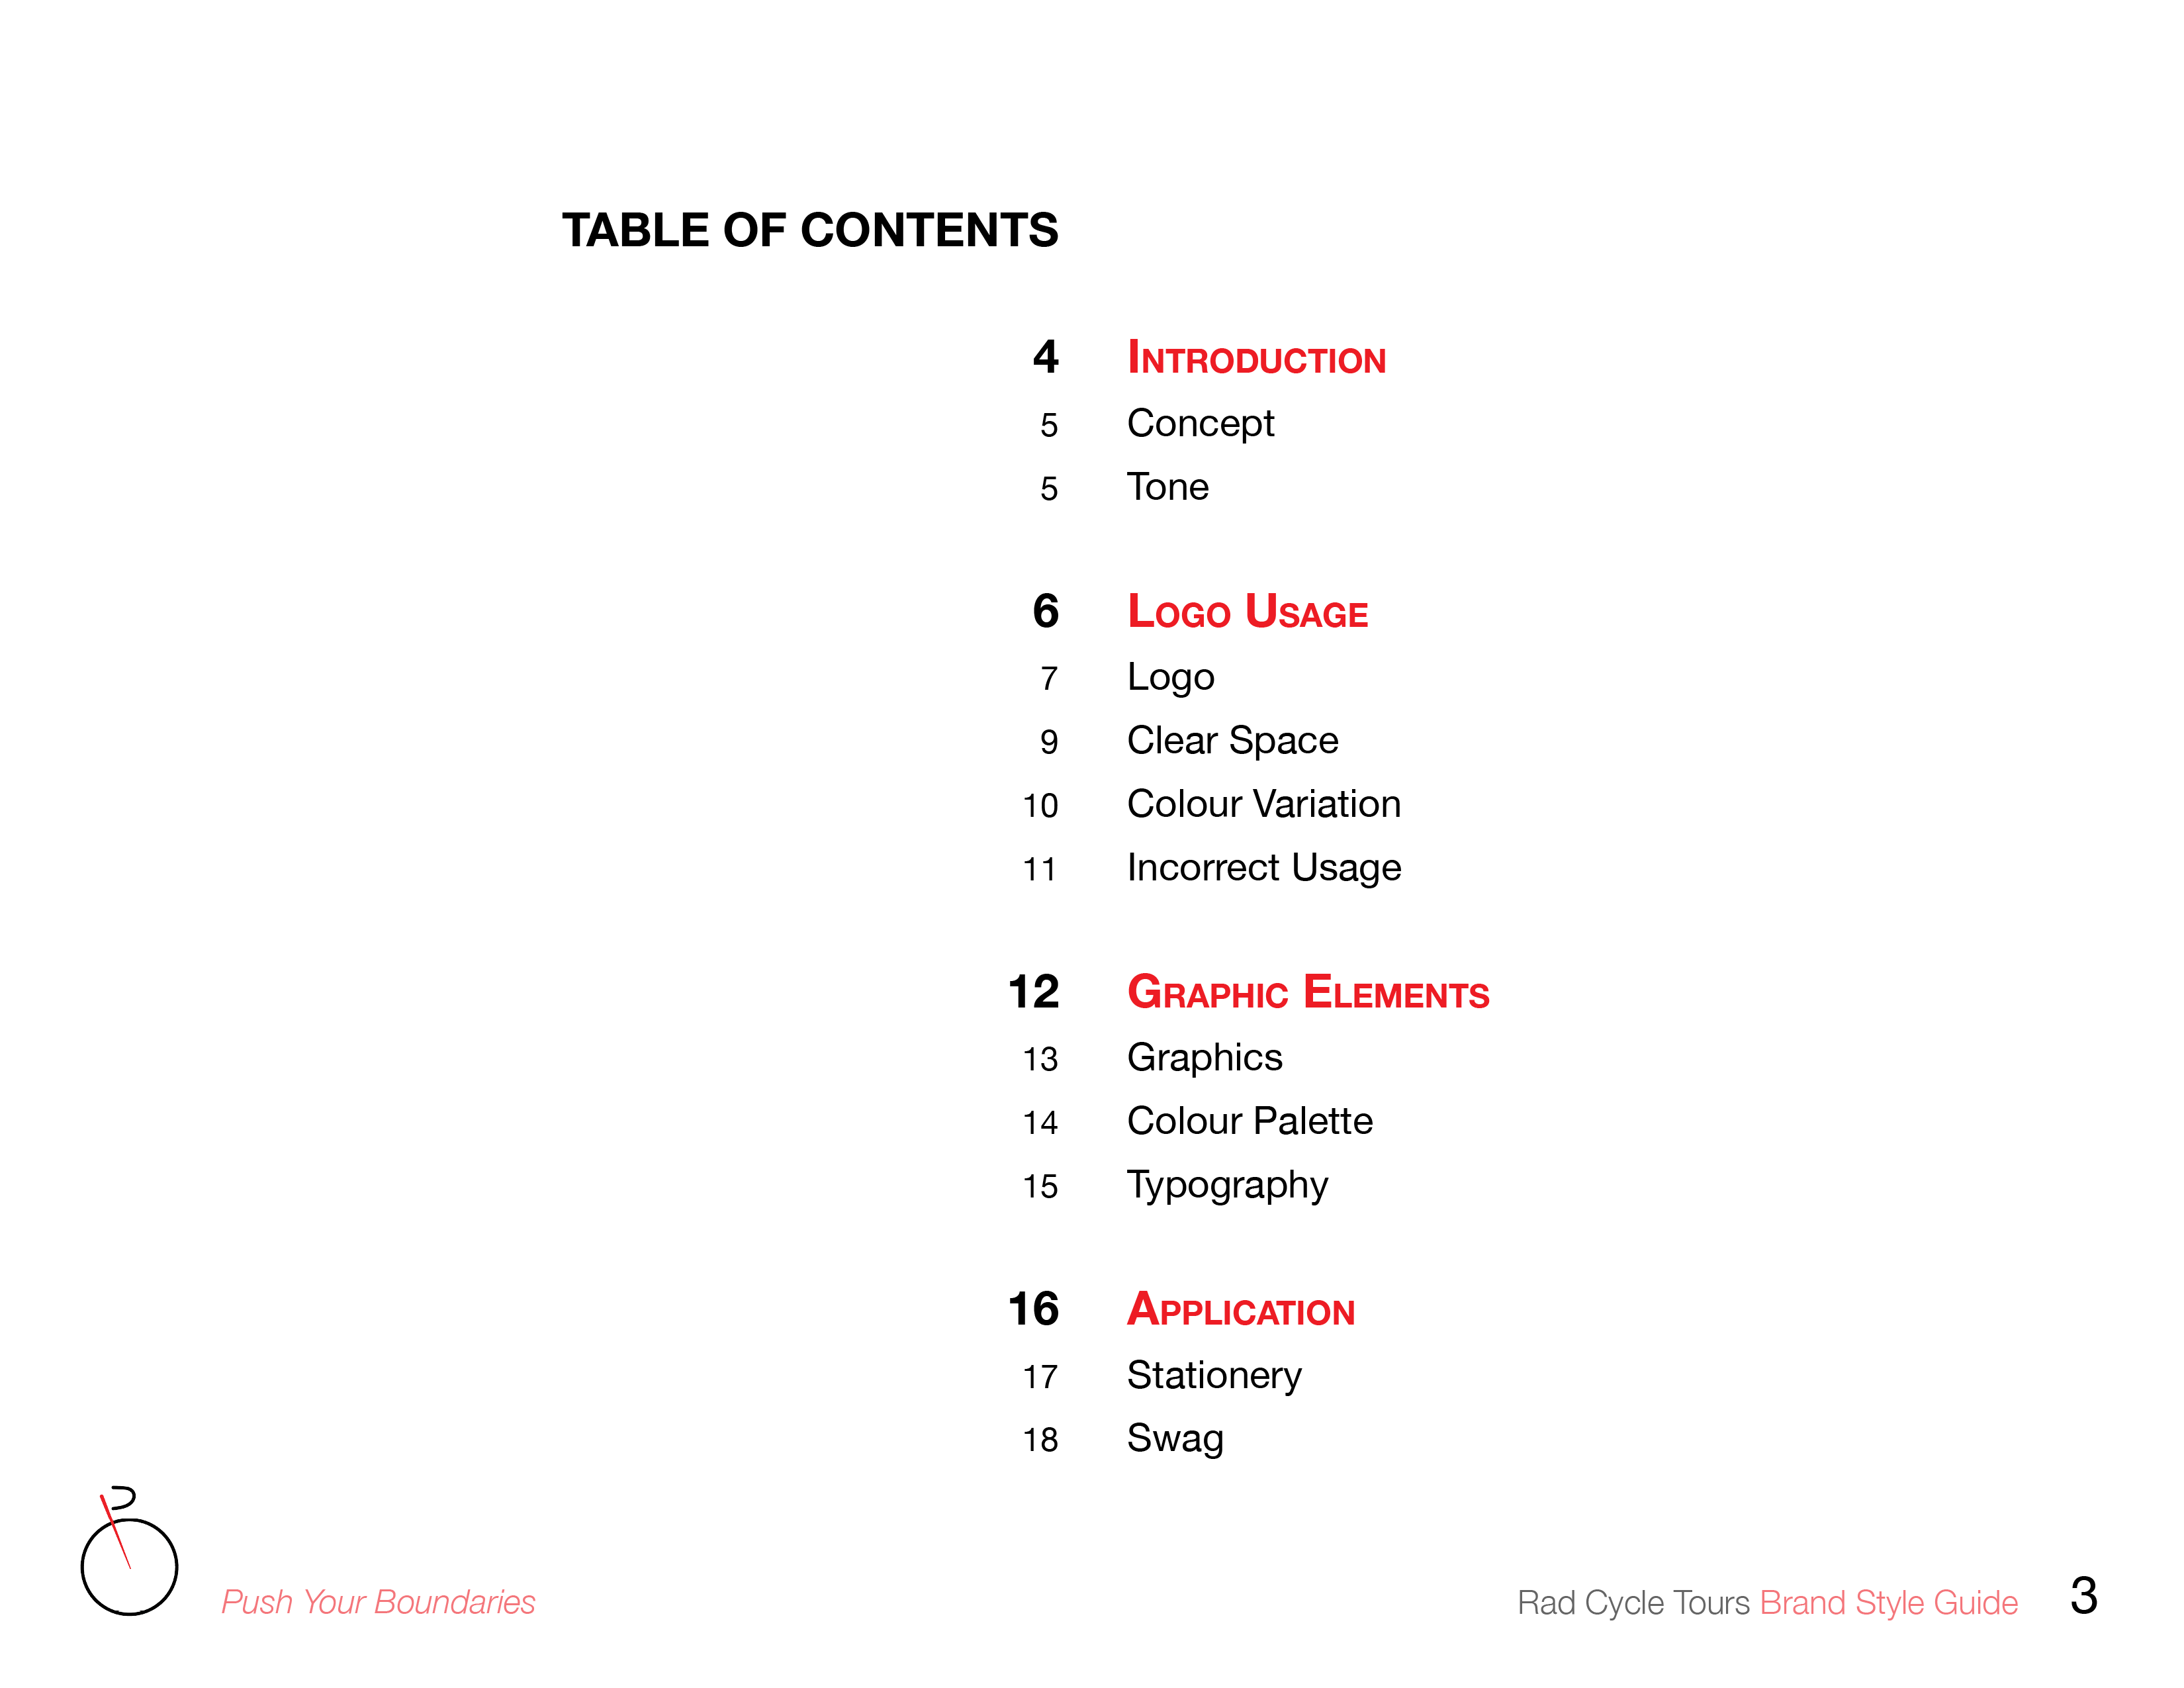 TABLE OF CONTENTS
4 Introduction
5 Concept
5 Tone
6 Logo Usage
7 Logo
9 Clear Space
10 Colour Variation
11 Incorrect Usage
12 Graphic Elements
13 Graphics
14 Colour Palette
15 Typography
16 Application
17 Stationery
18 Swag
Push Your Boundaries
Rad Cycle Tours Brand Style Guide 3